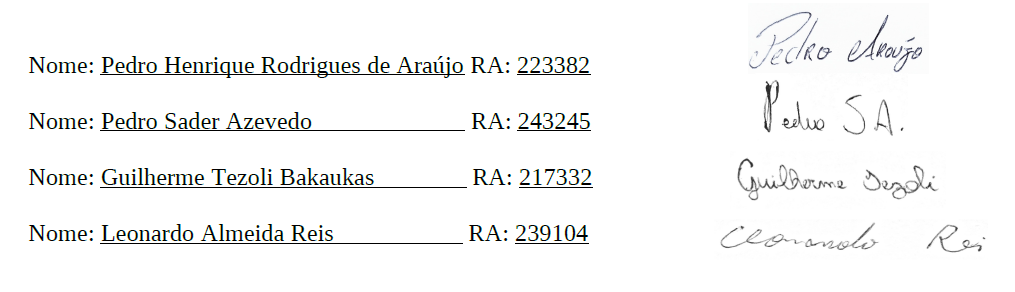 Pedro Araújo
Nome: Pedro Henrique Rodrigues de Araújo RA: 223382
Pedro S A.
Nome: Pedro Sader Azevedo RA: 243245
Guilherme Tezoli
Nome: Guilherme Tezoli Bakaukas RA: 217332
Leonardo Reis
Nome: Leonardo Almeida Reis RA: 239104